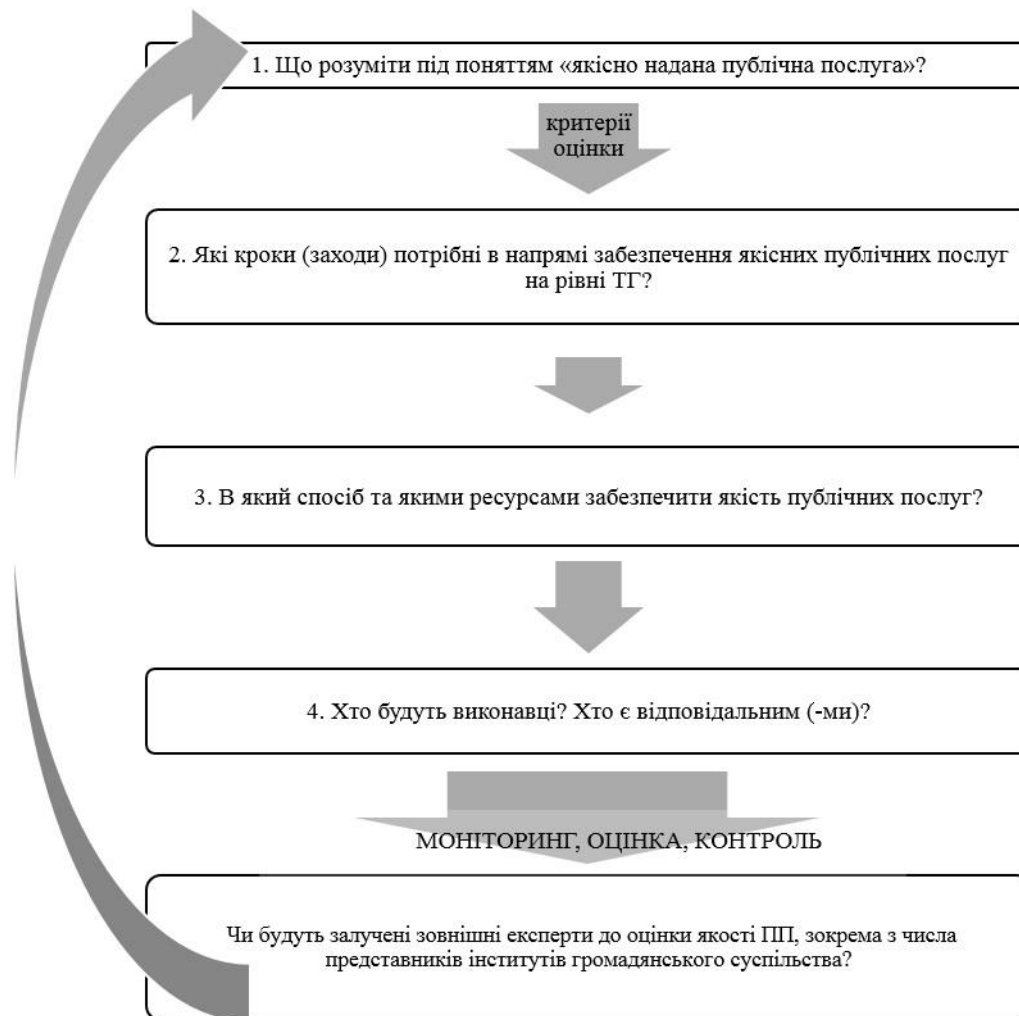 1. Що розуміти під поняттям «якісно надана публічна послуга»?
критерії
оцінки
2. Які кроки (заходи) потрібні в напрямі забезпечення якісних публічних послуг
на рівні ТГ?
3. В який спосіб та якими ресурсами забезпечити якість публічних послуг?
4. Хто будуть виконавці? Хто є відповідальним (-ми)?
МОНІТОРИНГ, ОЦІНКА, КОНТРОЛЬ
Чи будуть залучені зовнішні експерти до оцінки якості ПП, зокрема з числа
представників інститутів громадянського суспільства?